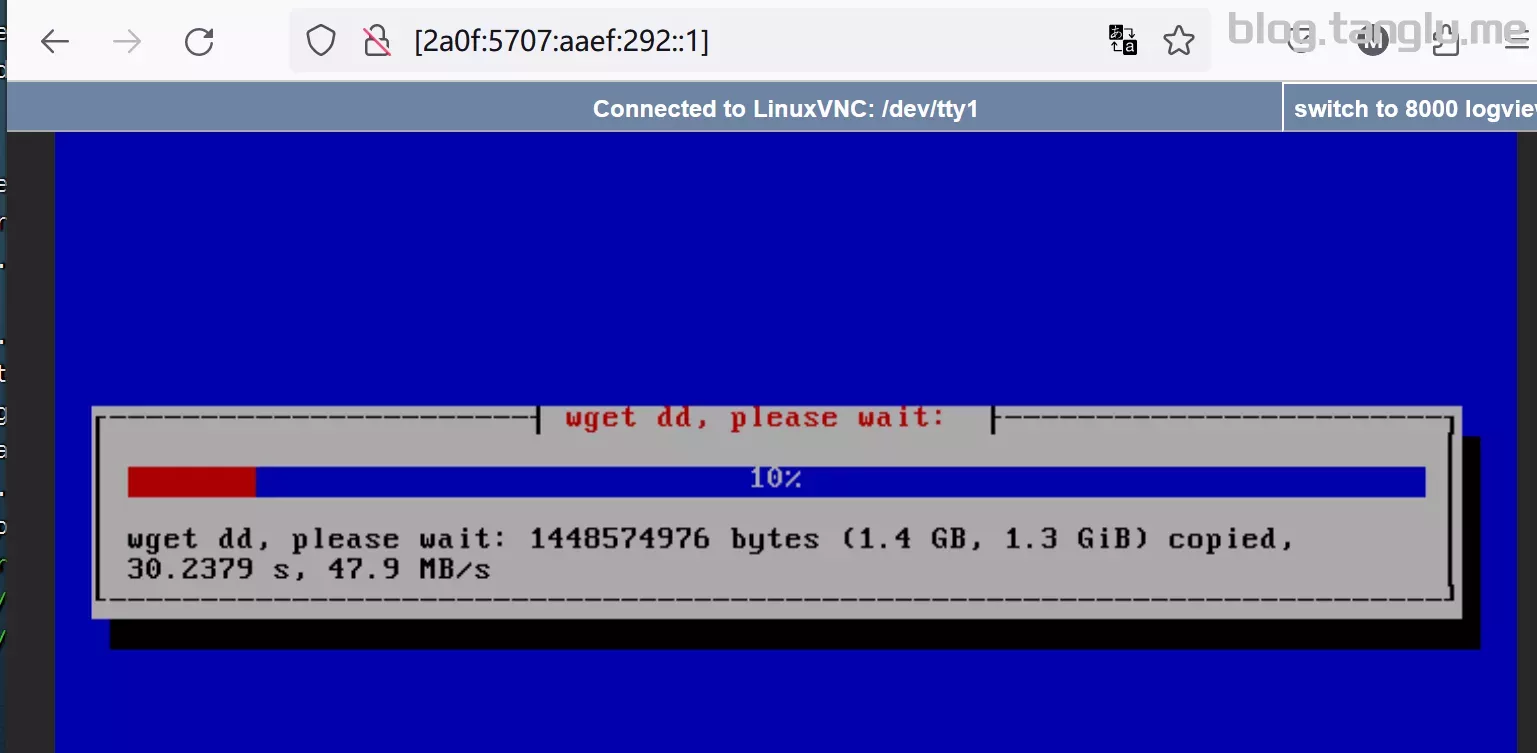 [2a0f:5707:aaef:292::1]
blog.tanglu.me
Connected to LinuxVNC: /dev/tty1
switch to 8000 logvie
wget dd, please wait:
10%
wget dd, please wait: 1448574976 bytes (1.4 GB, 1.3 GiB) copied,
30.2379 s, 47.9 MB/s